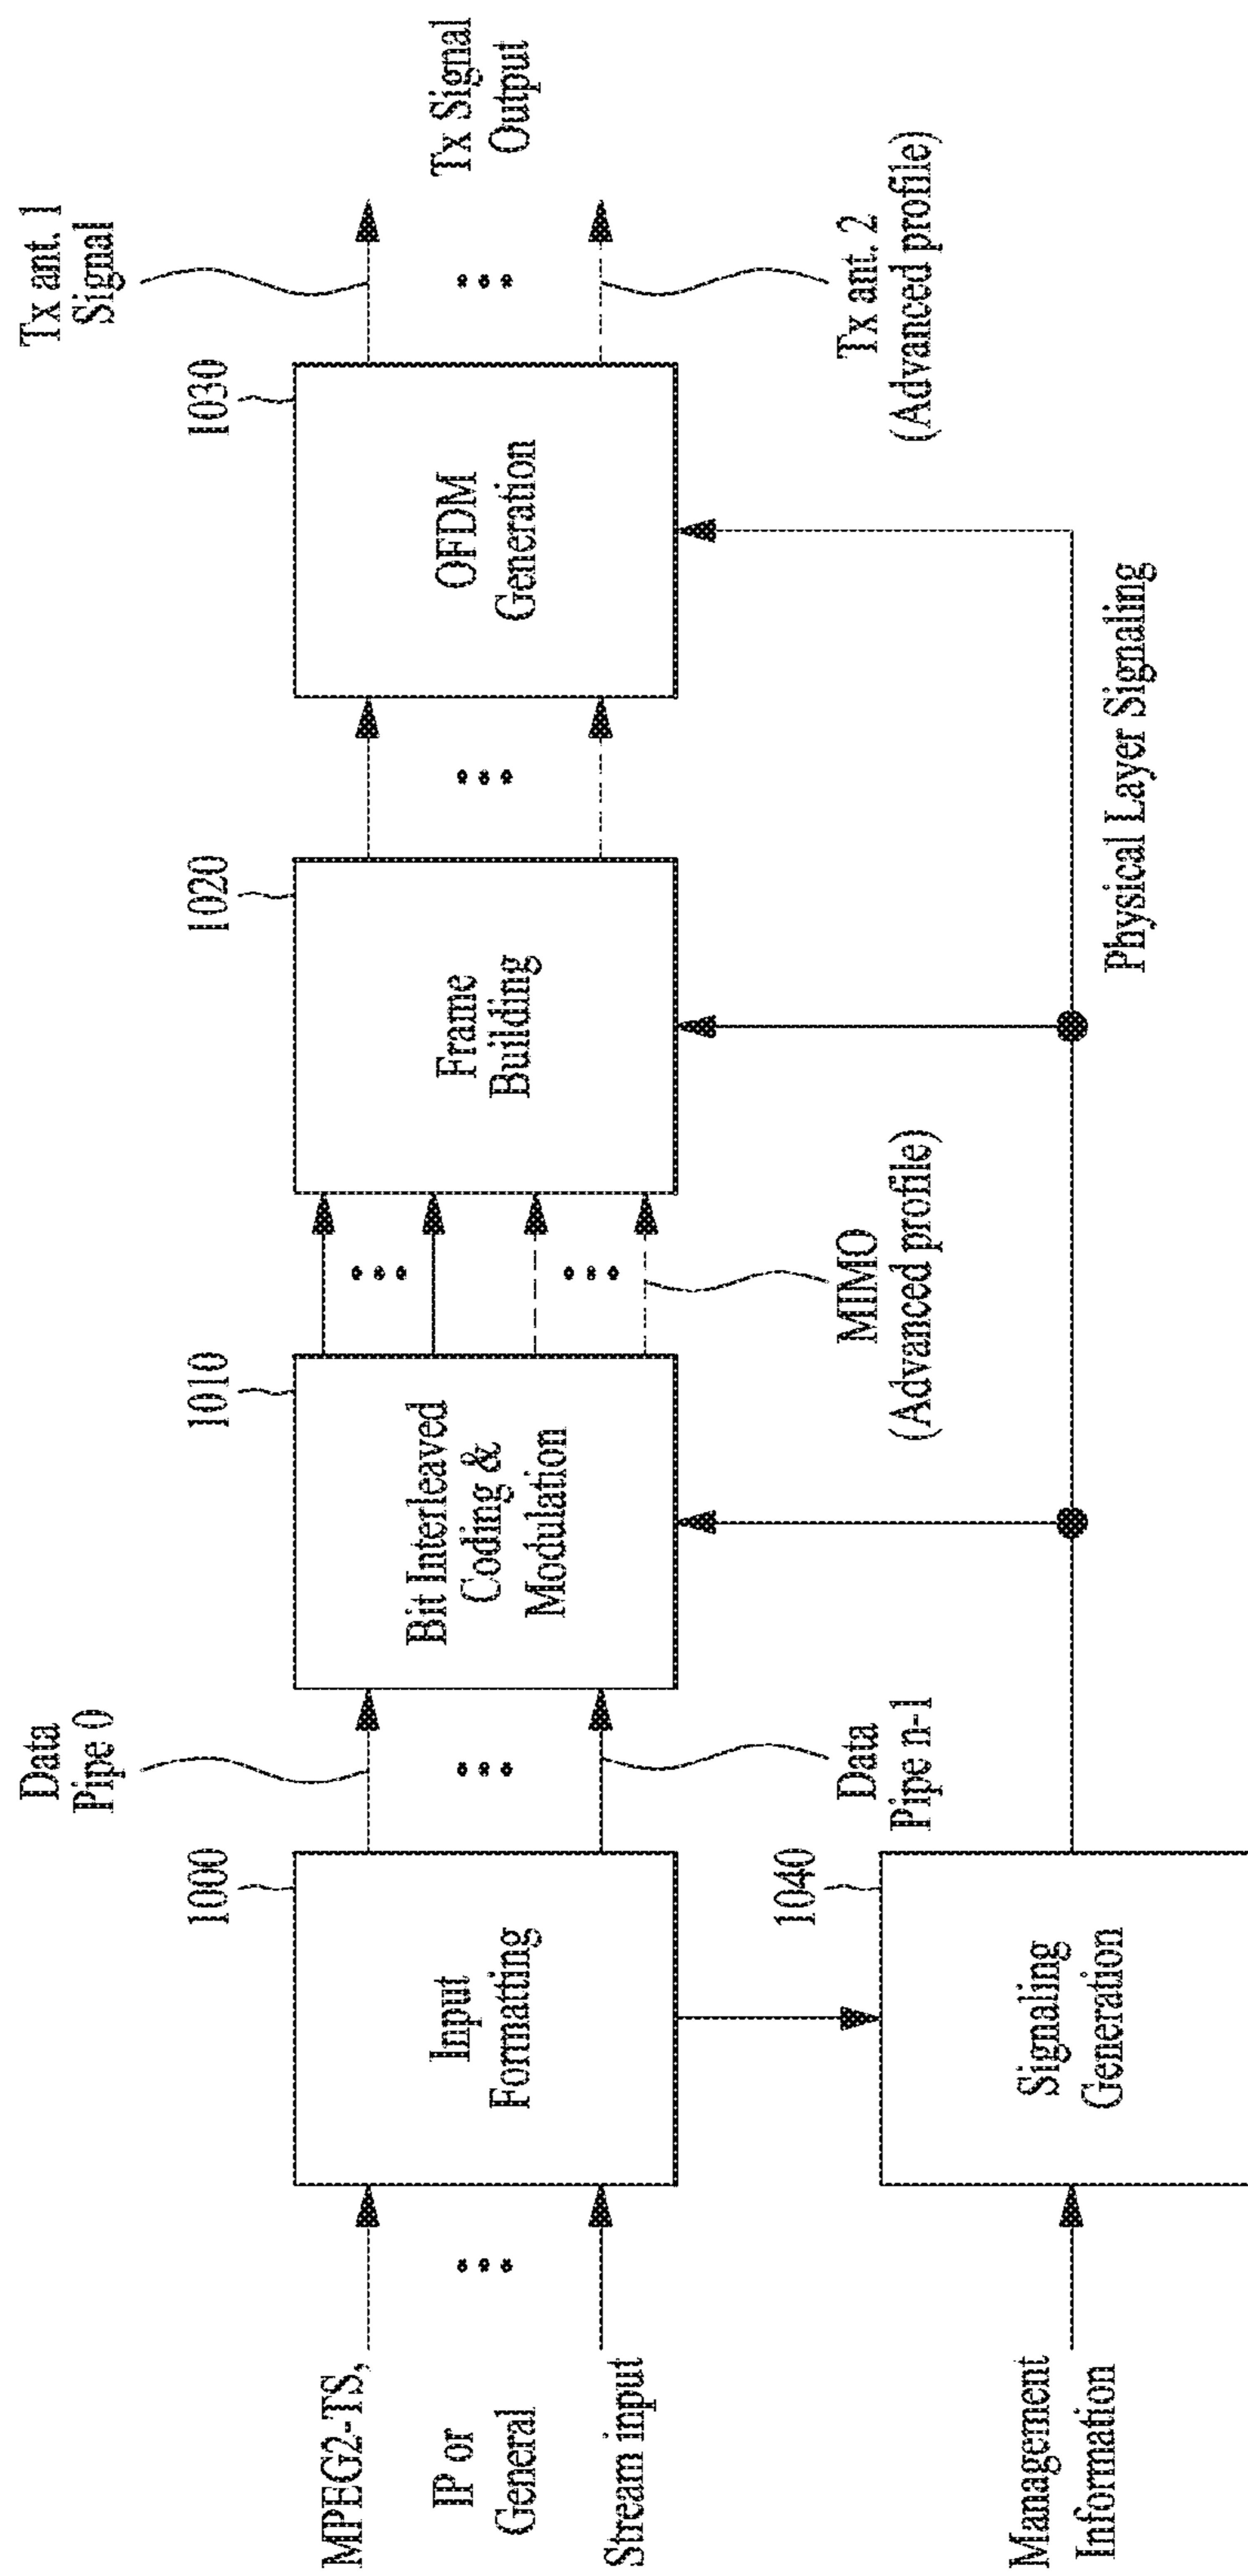 Tx ant. 1
Signal
Data
Pipe 0
1000
1010
1020
1030
MPEG2-TS,
IP or
General
Stream input
Input
Formatting
Bit Interleaved
Coding &
Modulation
Frame
Building
OFDM
Generation
Tx Signal
Output
Data
Pipe n-1
MIMO
(Advanced profile)
Tx ant. 2
(Advanced profile)
1040
Management
Information
Signaling
Generation
Physical Layer Signaling